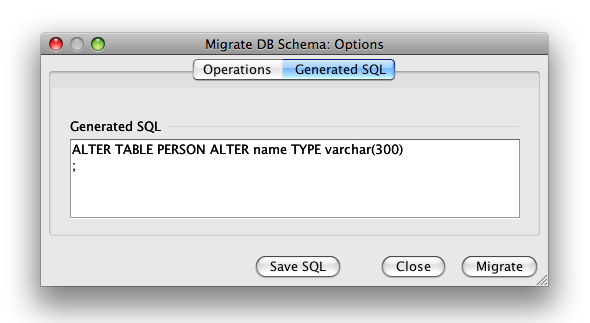 Migrate DB Schema: Options
Operations Generated SQL
Generated SQL
ALTER TABLE PERSON ALTER name TYPE varchar(300)
;
Save SQL Close Migrate